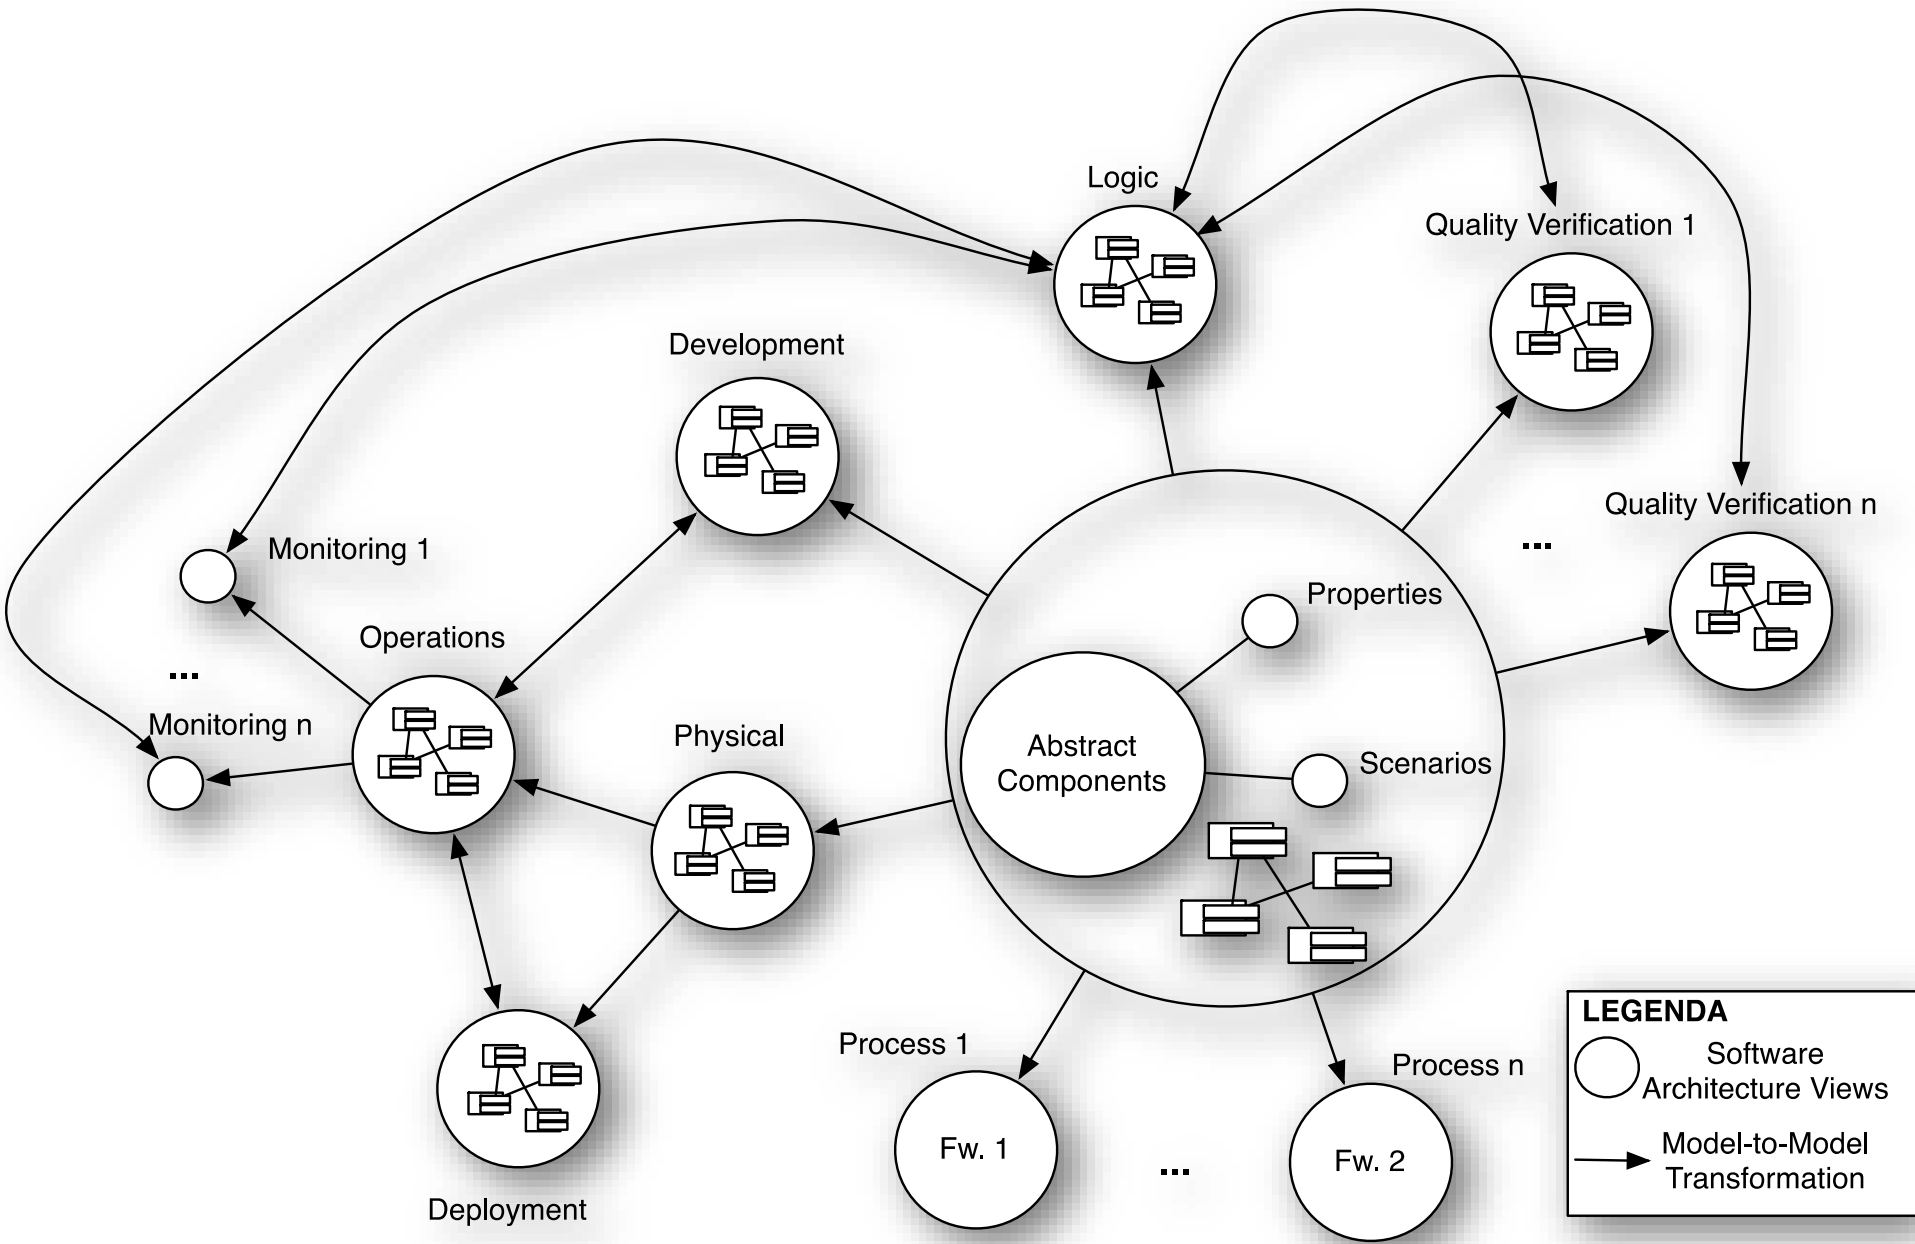 Logic
Quality Verification 1
Development
Quality Verification n
...
Monitoring 1
Properties
Operations
...
Monitoring n
Physical
Abstract
Components
Scenarios
LEGENDA
Software
Architecture Views
Model-to-Model
Transformation
Process 1
Process n
Fw. 1
...
Fw. 2
Deployment